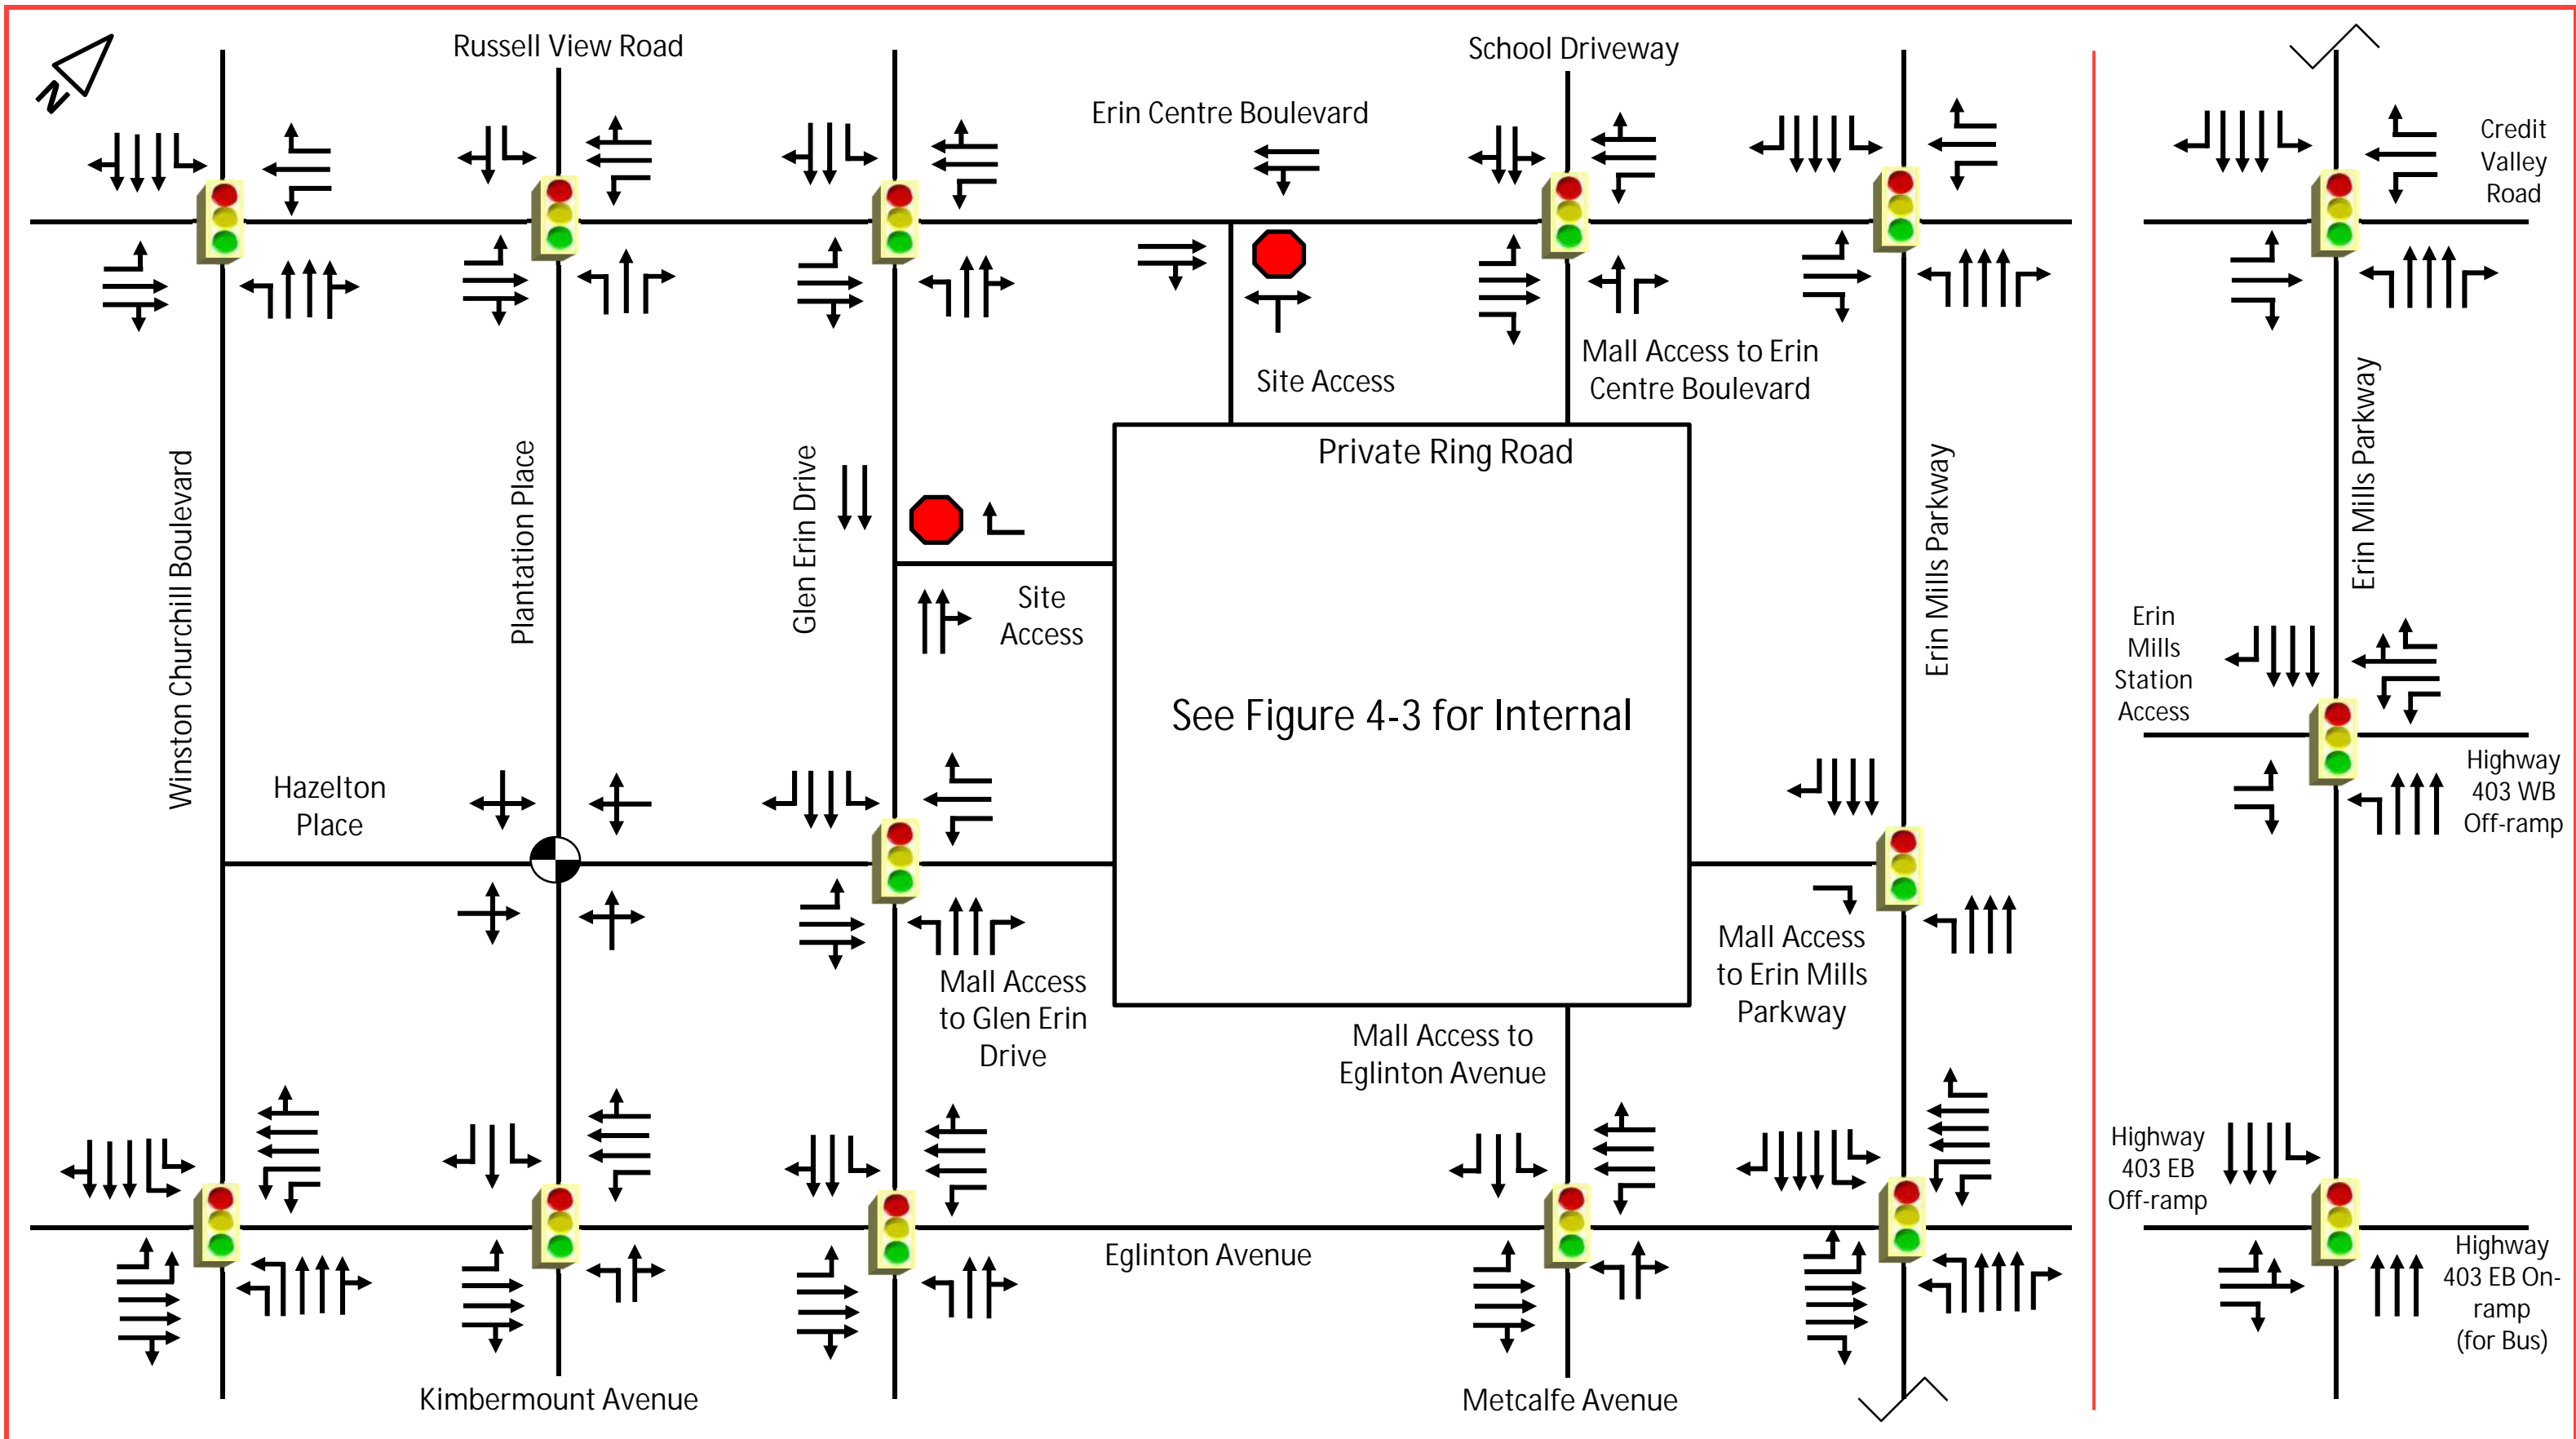 N
Russell View Road
School Driveway
Erin Centre Boulevard
Credit
Valley
Road
Mall Access to Erin
Centre Boulevard
Site Access
Private Ring Road
Winston Churchill Boulevard
Plantation Place
Glen Erin Drive
Erin Mills Parkway
Erin Mills Parkway
Site
Access
Erin
Mills
Station
Access
See Figure 4-3 for Internal
Highway
403 WB
Off-ramp
Hazelton
Place
Mall Access
to Glen Erin
Drive
Mall Access
to Erin Mills
Parkway
Mall Access to
Eglinton Avenue
Highway
403 EB
Off-ramp
Eglinton Avenue
Highway
403 EB On-
ramp
(for Bus)
Kimbermount Avenue
Metcalfe Avenue